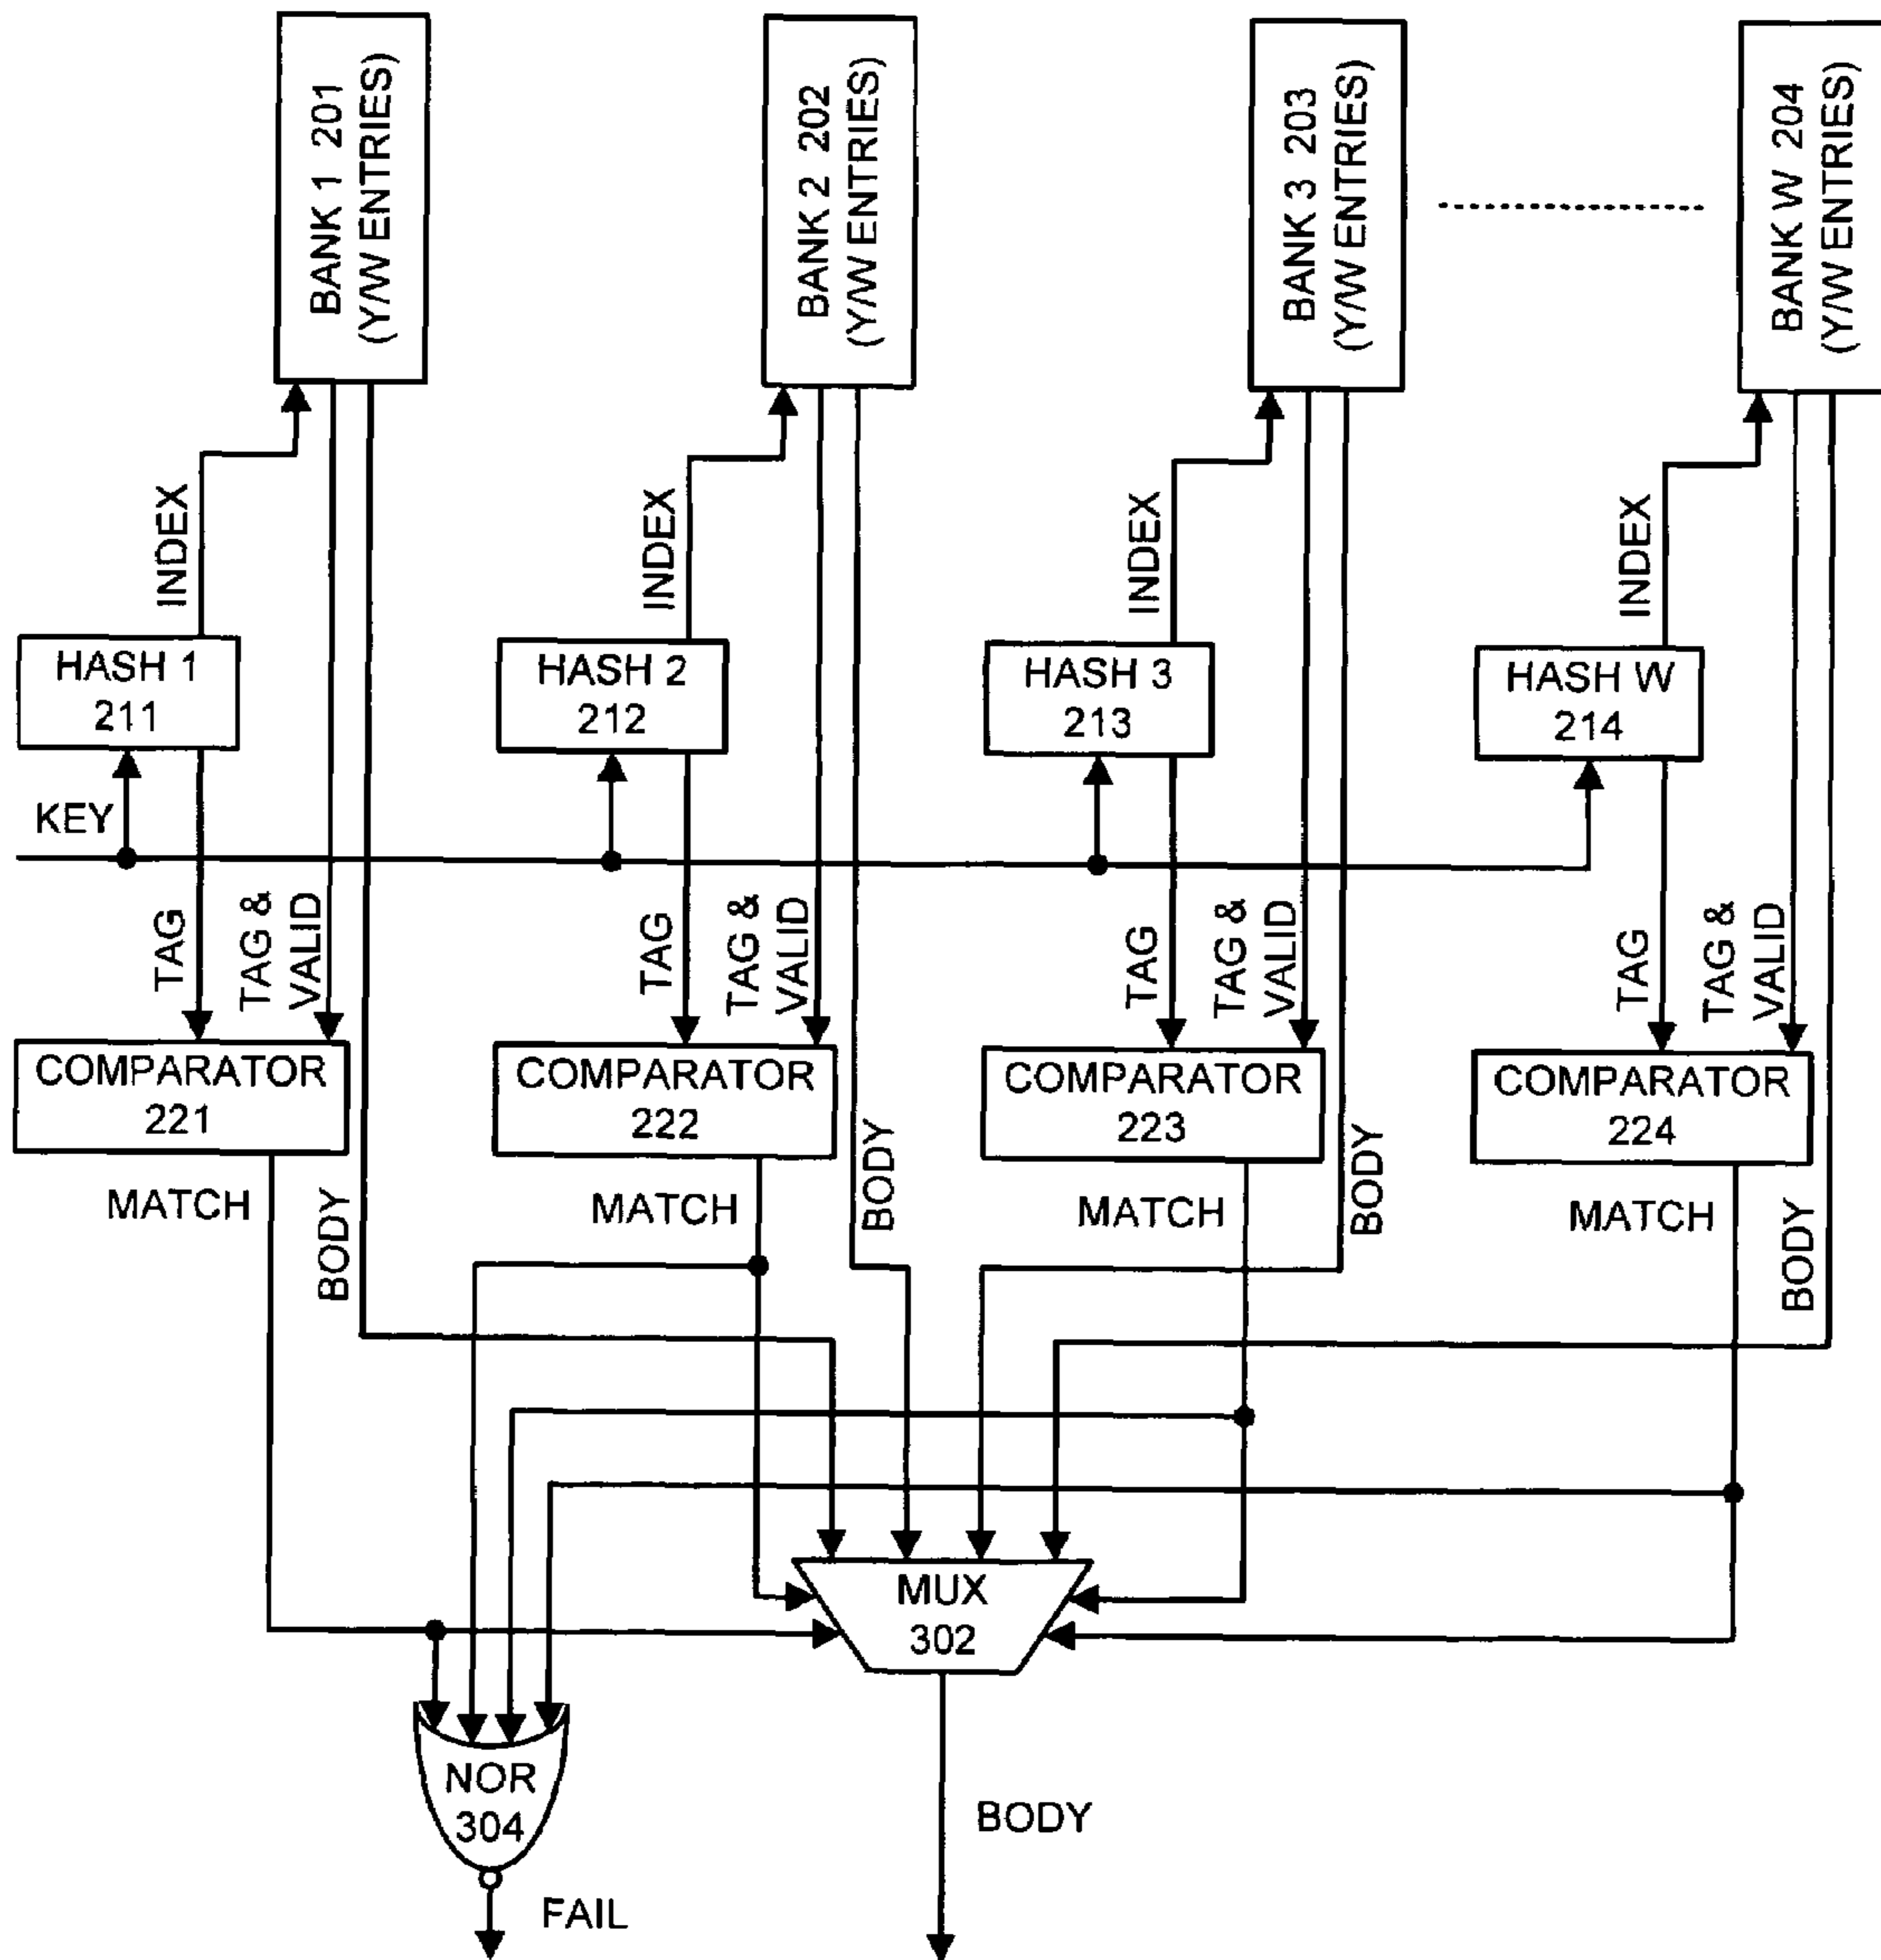 BANK 1 201
(Y/W ENTRIES)
BANK 2 202
(Y/W ENTRIES)
BANK 3 203
(Y/W ENTRIES)
BANK W 204
(Y/W ENTRIES)
INDEX
INDEX
INDEX
INDEX
HASH 1
211
HASH 2
212
HASH 3
213
HASH W
214
KEY
TAG
TAG &
VALID
TAG
TAG &
VALID
TAG
TAG &
VALID
TAG
TAG &
VALID
COMPARATOR
221
COMPARATOR
222
COMPARATOR
223
COMPARATOR
224
MATCH
BODY
MATCH
BODY
MATCH
BODY
MATCH
BODY
MUX
302
NOR
304
BODY
FAIL